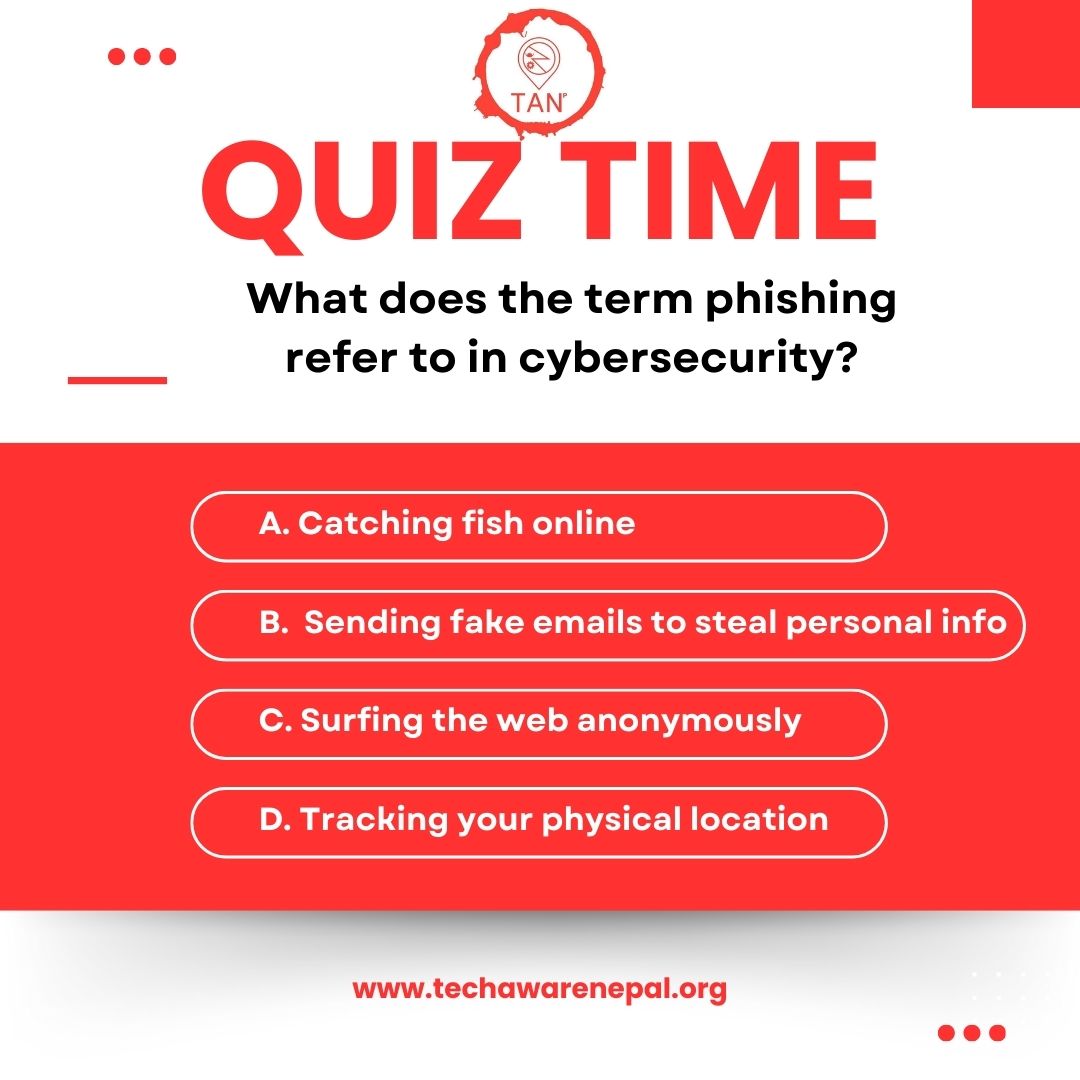 TAN
QUIZ TIME
What does the term phishing
refer to in cybersecurity?
A. Catching fish online
B. Sending fake emails to steal personal info
C. Surfing the web anonymously
D. Tracking your physical location
www.techawarenepal.org